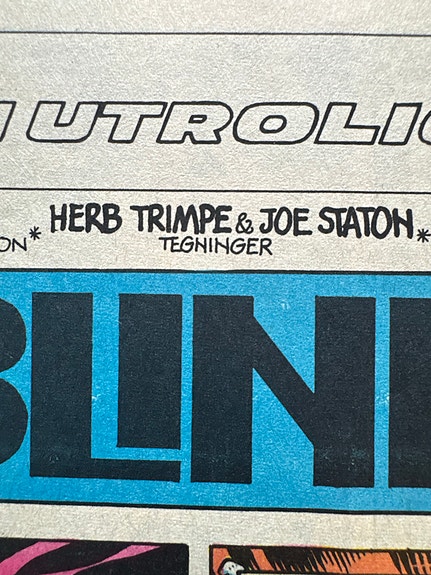 UTROLI
HERB TRIMPE & JOE STATON *
ON * TEGNINGER
BLIN